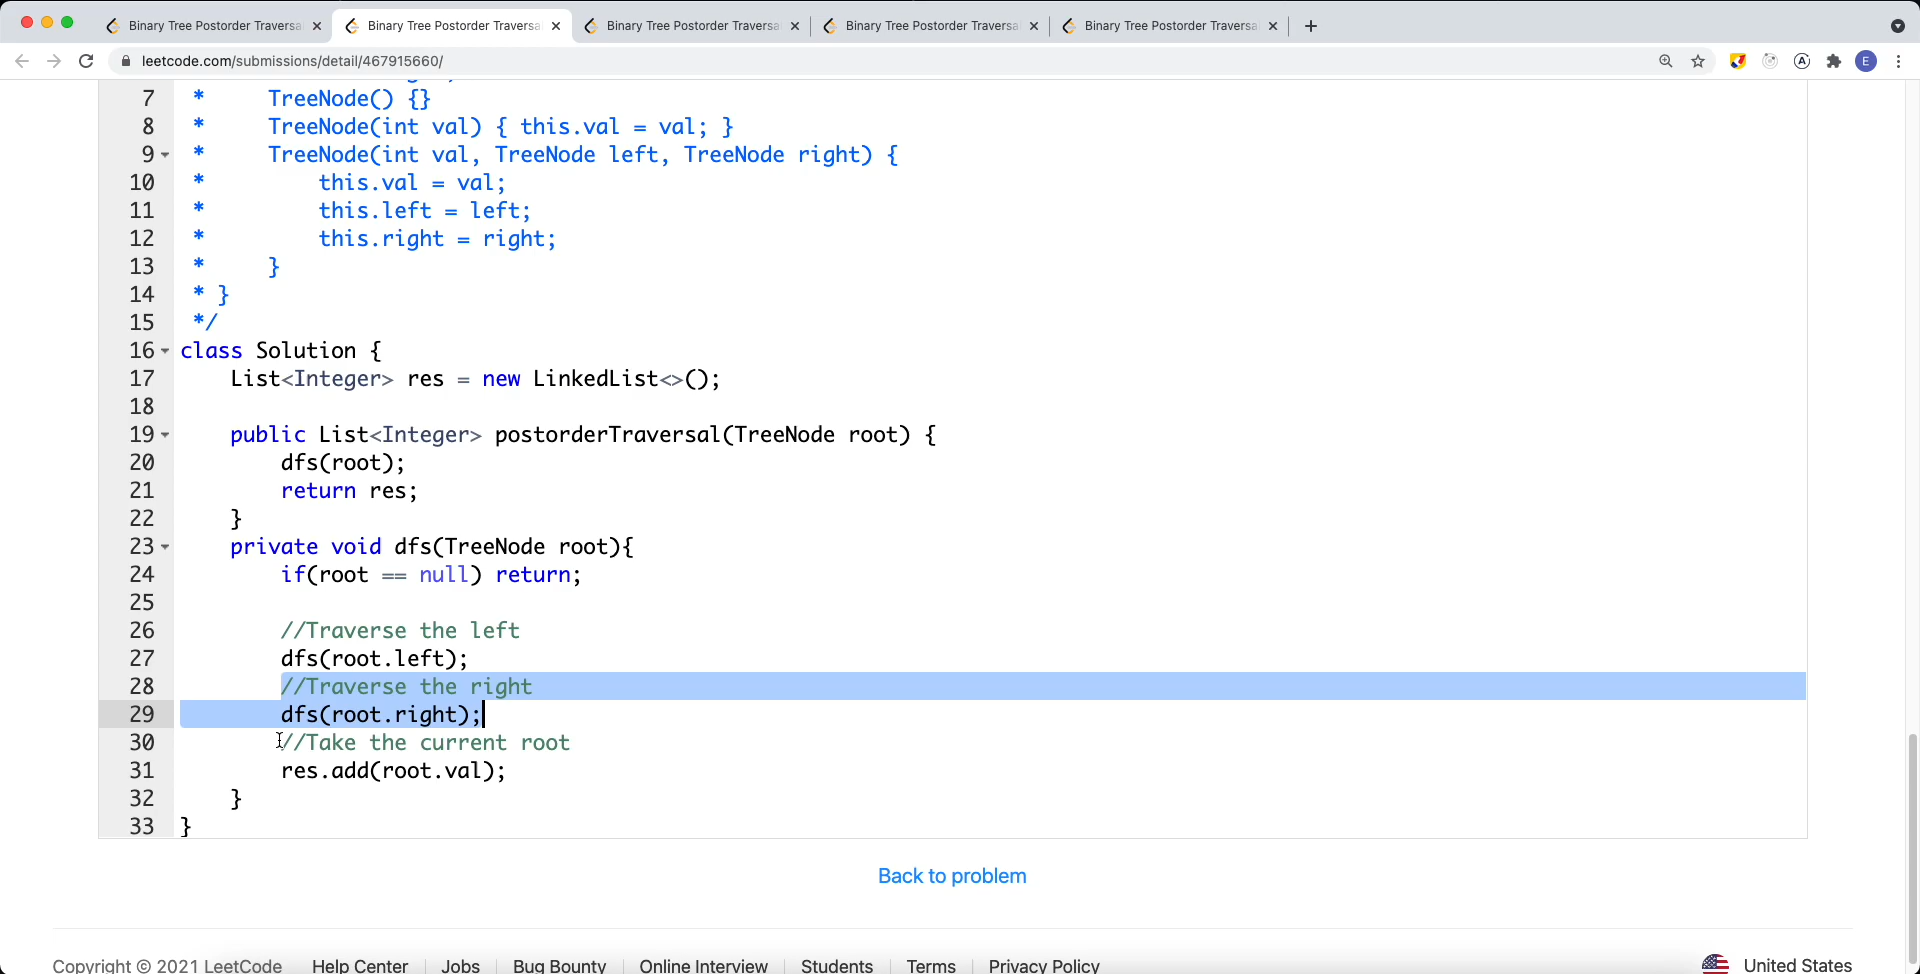 Binary Tree Postorder Traversa
Binary Tree Postorder Traversa
Binary Tree Postorder Traversa
Binary Tree Postorder Traversa
Binary Tree Postorder Traversa
leetcode.com/submissions/detail/467915660/
E
7 * TreeNode() {}
8 * TreeNode(int val) { this.val = val; }
9 * TreeNode(int val, TreeNode left, TreeNode right) {
10 * this.val = val;
11 * this.left = left;
12 * this.right = right;
13 * }
14 * }
15 */
16 class Solution {
17 List<Integer> res = new LinkedList<>();
18
19 public List<Integer> postorderTraversal(TreeNode root) {
20 dfs(root);
21 return res;
22 }
23 private void dfs(TreeNode root){
24 if(root == null) return;
25
26 //Traverse the left
27 dfs(root.left);
28 //Traverse the right
29 dfs(root.right);
30 //Take the current root
31 res.add(root.val);
32 }
33 }
Back to problem
Copyright © 2021 LeetCode Help Center Jobs Bug Bounty Online Interview Students Terms Privacy Policy United States